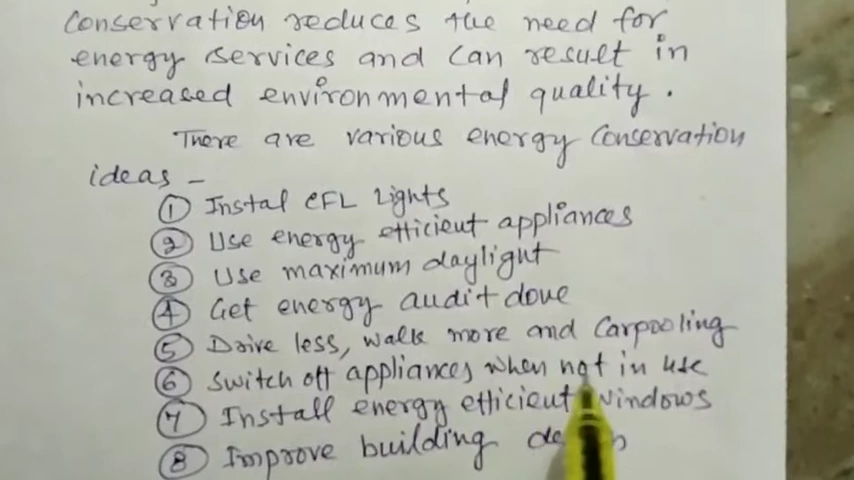 Conservation reduces the need for
energy services and can result in
increased environmental quality.
There are various energy conservation
ideas -
① Instal CFL Lights
② Use energy efficient appliances
③ Use maximum daylight
④ Get energy audit done
⑤ Drive less, walk more and Carpooling
⑥ Switch off appliances when not in use
⑦ Install energy efficient windows
⑧ Improve building